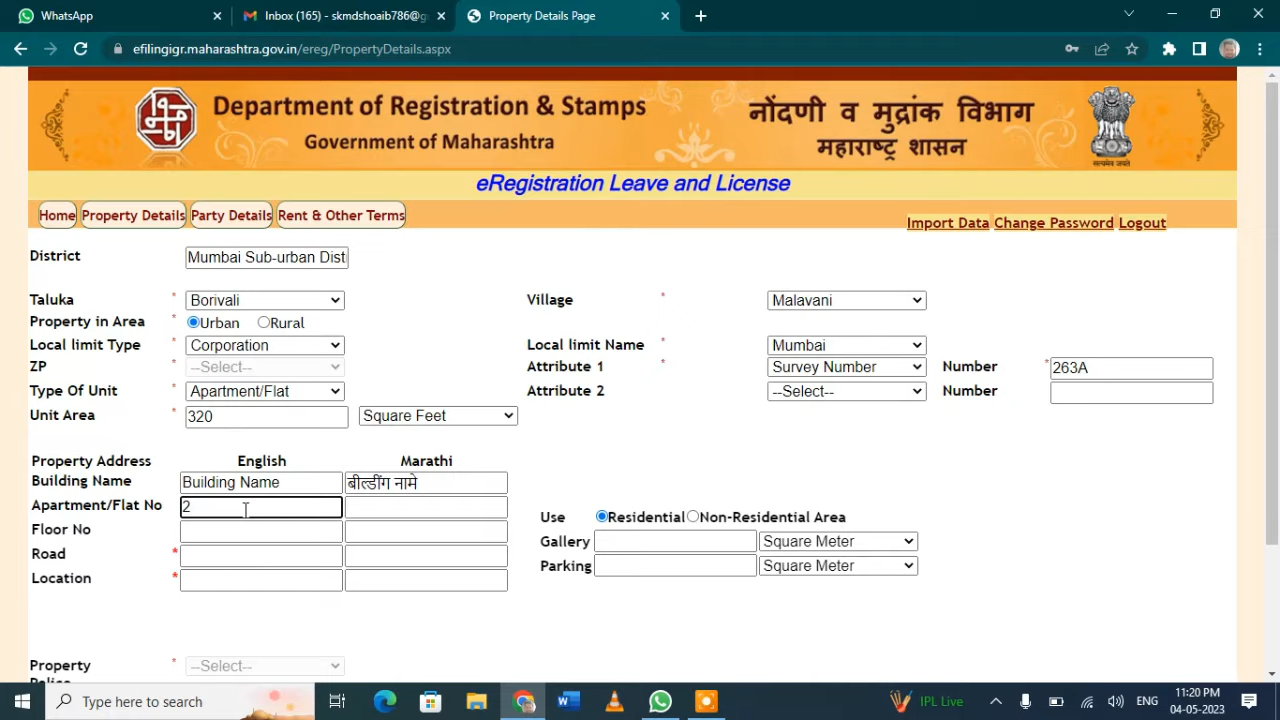 WhatsApp
Inbox (165) - skmdshoaib786@g
Property Details Page
efilingigr.maharashtra.gov.in/ereg/PropertyDetails.aspx
Department of Registration & Stamps
Government of Maharashtra
नोंदणी व मुद्रांक विभाग
महाराष्ट्र शासन
सत्यमेव जयते
eRegistration Leave and License
Home Property Details Party Details Rent & Other Terms
Import Data Change Password Logout
District Mumbai Sub-urban Dist
Taluka * Borivali Village * Malavani
Property in Area * Urban Rural
Local limit Type * Corporation Local limit Name * Mumbai
ZP * --Select-- Attribute 1 * Survey Number Number * 263A
Type Of Unit * Apartment/Flat Attribute 2 --Select-- Number
Unit Area * 320 Square Feet
Property Address English Marathi
Building Name Building Name बील्डींग नामे
Apartment/Flat No 2
Use Residential Non-Residential Area
Floor No
Gallery Square Meter
Road *
Parking Square Meter
Location *
Property * --Select--
Police
Type here to search
IPL Live
ENG
11:20 PM
04-05-2023